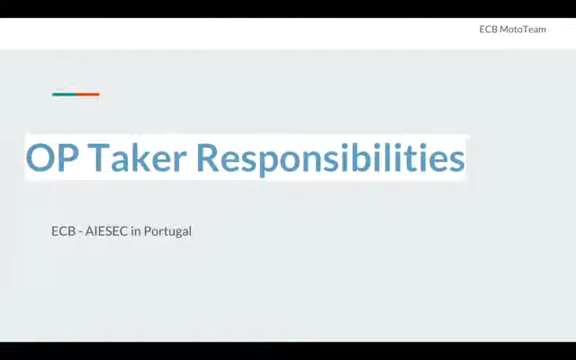 ECB MotoTeam
OP Taker Responsibilities
ECB - AIESEC in Portugal